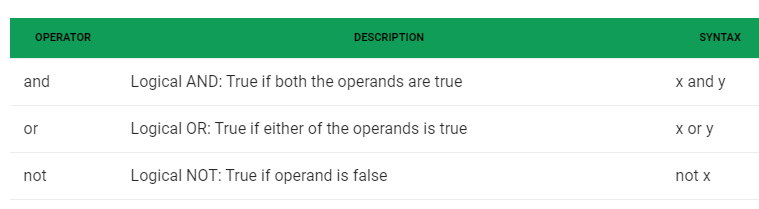 OPERATOR DESCRIPTION SYNTAX
and Logical AND: True if both the operands are true x and y
or Logical OR: True if either of the operands is true x or y
not Logical NOT: True if operand is false not x